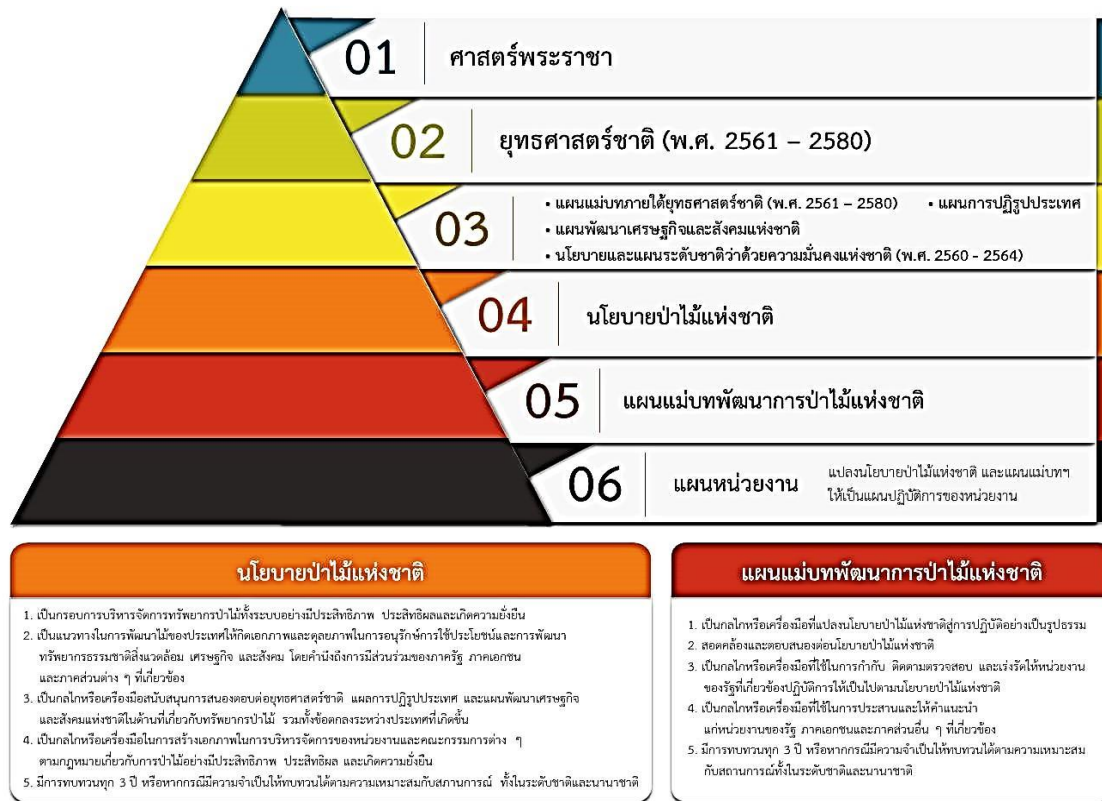 01 ศาสตร์พระราชา
02 ยุทธศาสตร์ชาติ (พ.ศ. 2561 – 2580)
03
• แผนแม่บทภายใต้ยุทธศาสตร์ชาติ (พ.ศ. 2561 – 2580) • แผนการปฏิรูปประเทศ
• แผนพัฒนาเศรษฐกิจและสังคมแห่งชาติ
• นโยบายและแผนระดับชาติว่าด้วยความมั่นคงแห่งชาติ (พ.ศ. 2560 - 2564)
04 นโยบายป่าไม้แห่งชาติ
05 แผนแม่บทพัฒนาการป่าไม้แห่งชาติ
06 แผนหน่วยงาน
แปลงนโยบายป่าไม้แห่งชาติ และแผนแม่บทฯ
ให้เป็นแผนปฏิบัติการของหน่วยงาน
นโยบายป่าไม้แห่งชาติ
1. เป็นกรอบการบริหารจัดการทรัพยากรป่าไม้ทั้งระบบอย่างมีประสิทธิภาพ ประสิทธิผลและเกิดความยั่งยืน
2. เป็นแนวทางในการพัฒนาไม้ของประเทศให้เกิดเอกภาพและดุลยภาพในการอนุรักษ์การใช้ประโยชน์และการพัฒนา
ทรัพยากรธรรมชาติสิ่งแวดล้อม เศรษฐกิจ และสังคม โดยคำนึงถึงการมีส่วนร่วมของภาครัฐ ภาคเอกชน
และภาคส่วนต่าง ๆ ที่เกี่ยวข้อง
3. เป็นกลไกหรือเครื่องมือสนับสนุนการสนองตอบต่อยุทธศาสตร์ชาติ แผลการปฏิรูปประเทศ และแผนพัฒนาเศรษฐกิจ
และสังคมแห่งชาติในด้านที่เกี่ยวกับทรัพยากรป่าไม้ รวมทั้งข้อตกลงระหว่างประเทศที่เกิดขึ้น
4. เป็นกลไกหรือเครื่องมือในการสร้างเอกภาพในการบริหารจัดการของหน่วยงานและคณะกรรมการต่าง ๆ
ตามกฎหมายเกี่ยวกับการป่าไม้อย่างมีประสิทธิภาพ ประสิทธิผล และเกิดความยั่งยืน
5. มีการทบทวนทุก 3 ปี หรือหากกรณีมีความจำเป็นให้ทบทวนได้ตามความเหมาะสมกับสภานการณ์ ทั้งในระดับชาติและนานาชาติ
แผนแม่บทพัฒนาการป่าไม้แห่งชาติ
1. เป็นกลไกหรือเครื่องมือที่แปลงนโยบายป่าไม้แห่งชาติสู่การปฏิบัติอย่างเป็นรูปธรรม
2. สอดคล้องและตอบสนองต่อนโยบายป่าไม้แห่งชาติ
3. เป็นกลไกหรือเครื่องมือที่ใช้ในการกำกับ ติดตามตรวจสอบ และเร่งรัดให้หน่วยงาน
ของรัฐที่เกี่ยวข้องปฏิบัติการให้เป็นไปตามนโยบายป่าไม้แห่งชาติ
4. เป็นกลไกหรือเครื่องมือที่ใช้ในการประสานและให้คำแนะนำ
แก่หน่วยงานของรัฐ ภาคเอกชนและภาคส่วนอื่น ๆ ที่เกี่ยวข้อง
5. มีการทบทวนทุก 3 ปี หรือหากกรณีมีความจำเป็นให้ทบทวนได้ตามความเหมาะสม
กับสถานการณ์ทั้งในระดับชาติและนานาชาติ